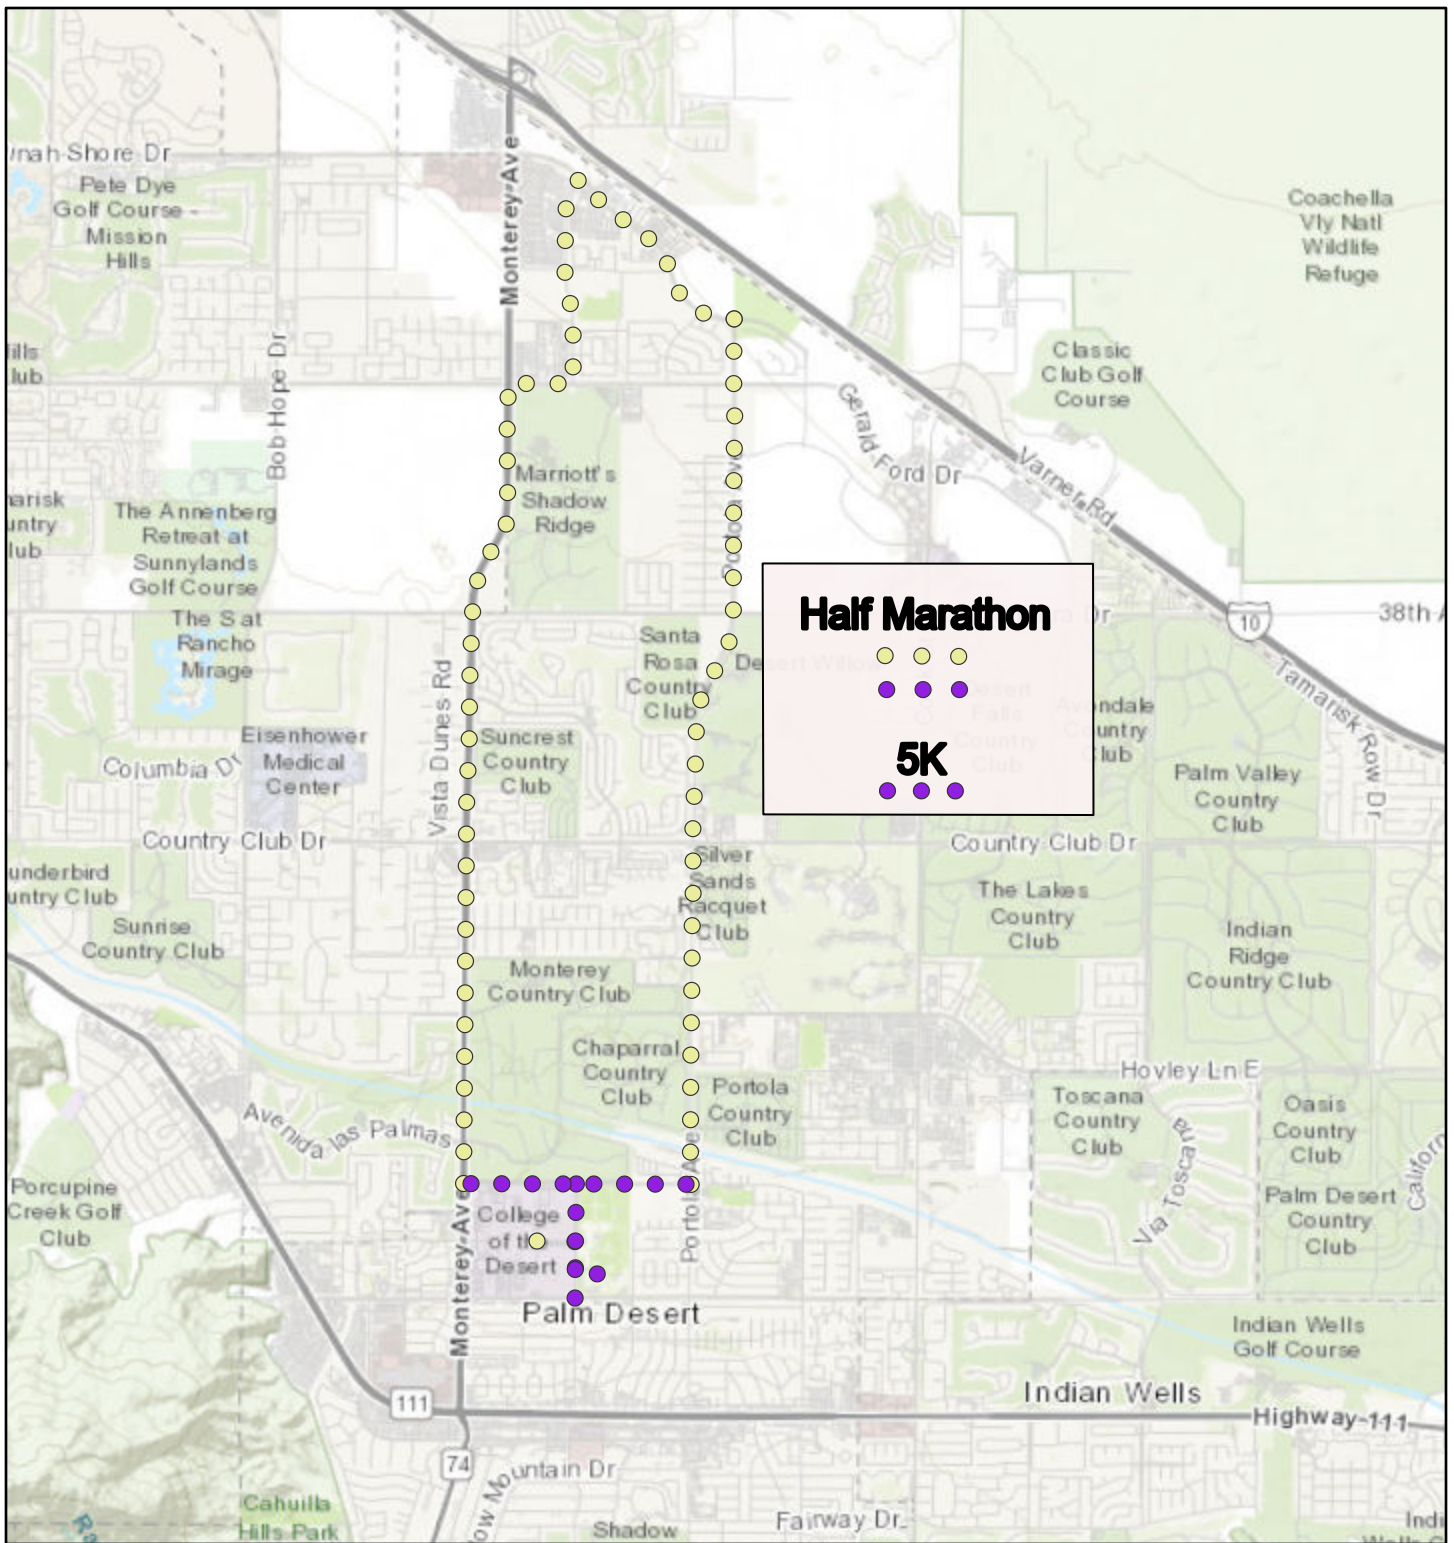 Monterey-Ave
Pete Dye
Golf Course -
Mission
Hills
Coachella
Vly Natl
Wildlife
Refuge
Bob Hope Dr
Classic
Club Golf
Course
Gerald Ford Dr
Varner Rd
Marriott's
Shadow
Ridge
The Annenberg
Retreat at
Sunnylands
Golf Course
The S at
Rancho
Mirage
Half Marathon
5K
10
Tamarisk Row Dr
Santa
Rosa
Country
Club
Vista Dunes Rd
Eisenhower
Medical
Center
Columbia Dr
Suncrest
Country
Club
Palm Valley
Country
Club
Country Club Dr
Country Club Dr
Silver
Sands
Racquet
Club
The Lakes
Country
Club
Sunrise
Country Club
Indian
Ridge
Country Club
Monterey
Country Club
Chaparral
Country
Club
Portola
Country
Club
Hovley Ln E
Toscana
Country
Club
Oasis
Country
Club
Avenida las Palmas
Via Toscana
Porcupine
Creek Golf
Club
Palm Desert
Country
Club
College
Desert
Monterey-Ave
Palm Desert
Indian Wells
Golf Course
111
Indian Wells
Highway-111
74
Mountain Dr
Cahuilla
Hills Park
Shadow
Fairway Dr